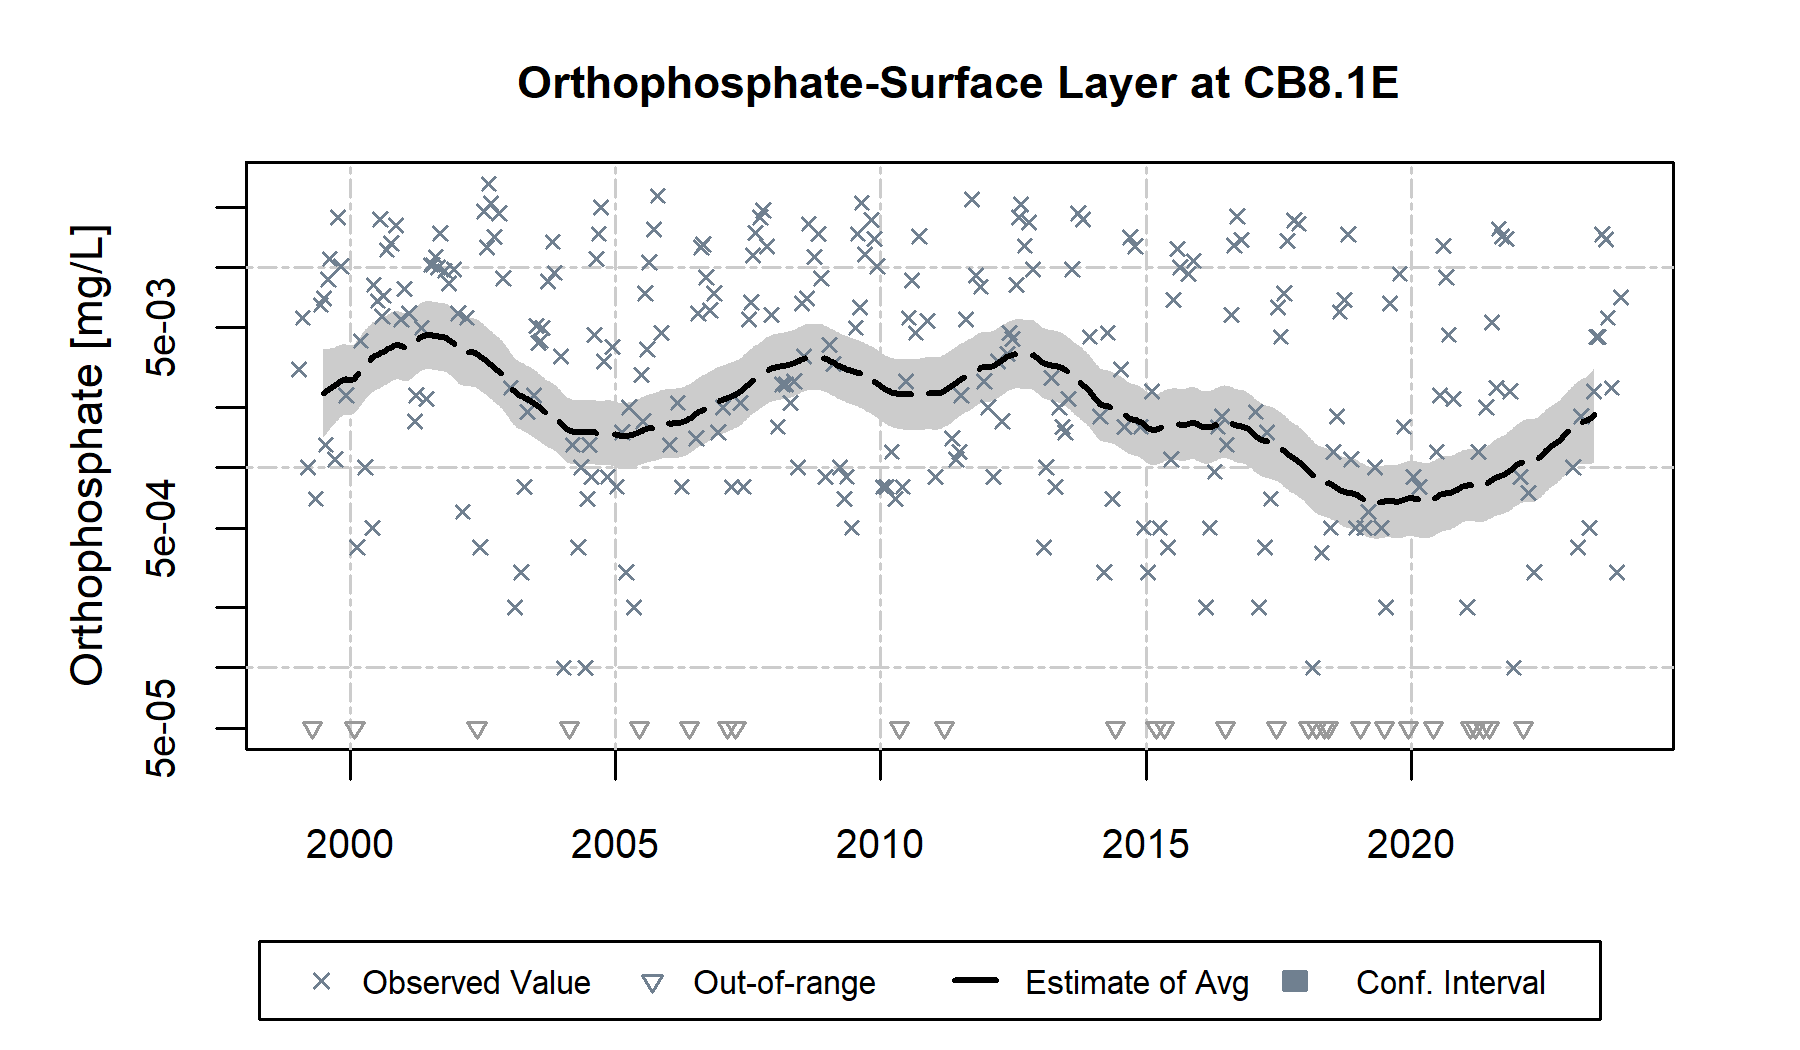 Orthophosphate-Surface Layer at CB8.1E
Orthophosphate [mg/L]
5e-03
5e-04
5e-05
2000 2005 2010 2015 2020
Observed Value Out-of-range Estimate of Avg Conf. Interval